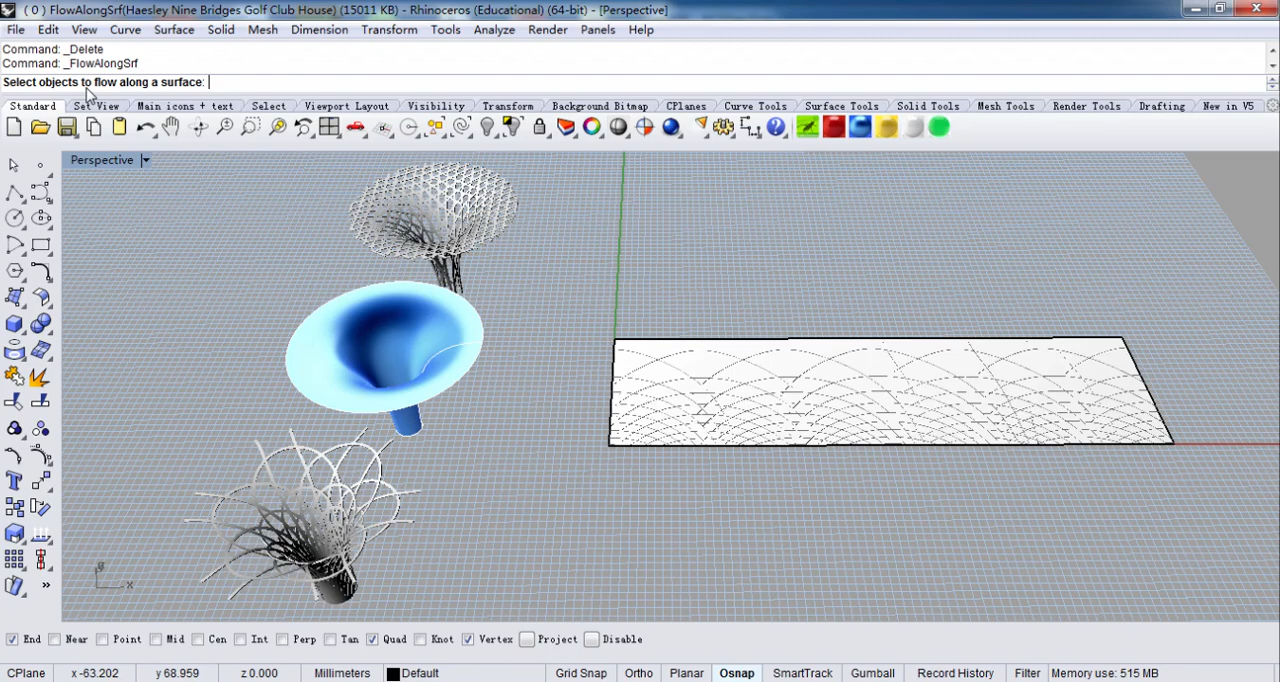 ( 0 ) FlowAlongSrf(Haesley Nine Bridges Golf Club House) (15011 KB) - Rhinoceros (Educational) (64-bit) - [Perspective]
File Edit View Curve Surface Solid Mesh Dimension Transform Tools Analyze Render Panels Help
Command: _Delete
Command: _FlowAlongSrf
Select objects to flow along a surface:
Standard Set View Main icons + text Select Viewport Layout Visibility Transform Background Bitmap CPlanes Curve Tools Surface Tools Solid Tools Mesh Tools Render Tools Drafting New in V5
Perspective
y
x
End Near Point Mid Cen Int Perp Tan Quad Knot Vertex Project Disable
CPlane x -63.202 y 68.959 z 0.000 Millimeters Default Grid Snap Ortho Planar Osnap SmartTrack Gumball Record History Filter Memory use: 515 MB